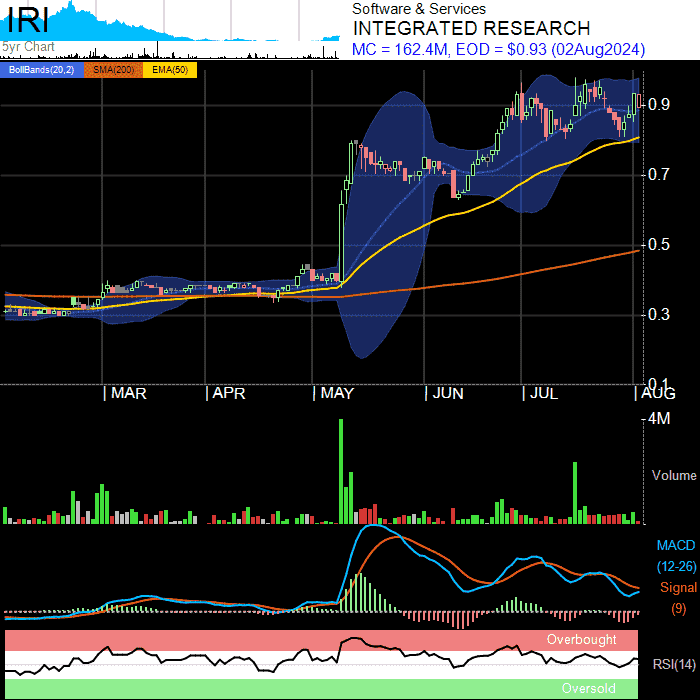 IRI
5yr Chart
Software & Services
INTEGRATED RESEARCH
MC = 162.4M, EOD = $0.93 (02Aug2024)
BollBands(20,2) SMA(200) EMA(50)
0.9
0.7
0.5
0.3
0.1
MAR APR MAY JUN JUL AUG
4M
Volume
MACD
(12-26)
Signal
(9)
Overbought
RSI(14)
Oversold